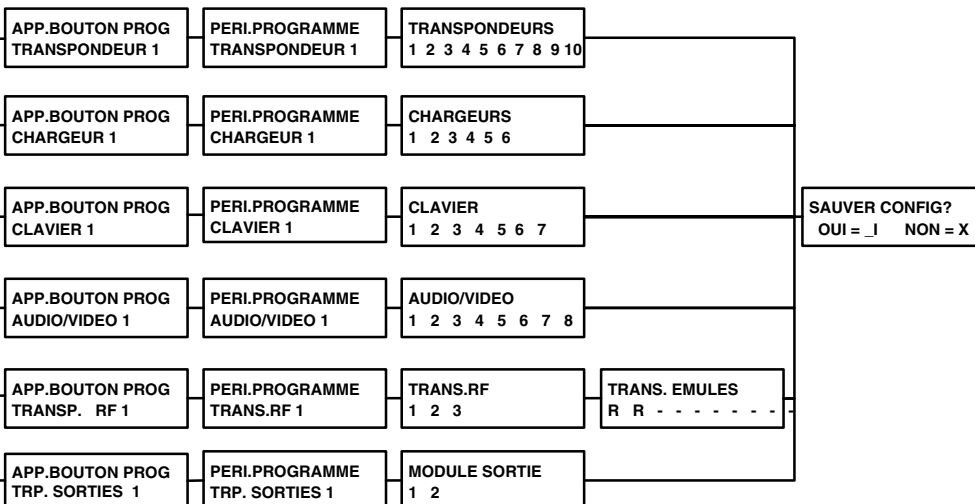 APP.BOUTON PROG
TRANSPONDEUR 1
PERI.PROGRAMME
TRANSPONDEUR 1
TRANSPONDEURS
1 2 3 4 5 6 7 8 9 10
APP.BOUTON PROG
CHARGEUR 1
PERI.PROGRAMME
CHARGEUR 1
CHARGEURS
1 2 3 4 5 6
APP.BOUTON PROG
CLAVIER 1
PERI.PROGRAMME
CLAVIER 1
CLAVIER
1 2 3 4 5 6 7
SAUVER CONFIG?
OUI = _I NON = X
APP.BOUTON PROG
AUDIO/VIDEO 1
PERI.PROGRAMME
AUDIO/VIDEO 1
AUDIO/VIDEO
1 2 3 4 5 6 7 8
APP.BOUTON PROG
TRANSP. RF 1
PERI.PROGRAMME
TRANS.RF 1
TRANS.RF
1 2 3
TRANS. EMULES
R R - - - - - - - -
APP.BOUTON PROG
TRP. SORTIES 1
PERI.PROGRAMME
TRP. SORTIES 1
MODULE SORTIE
1 2